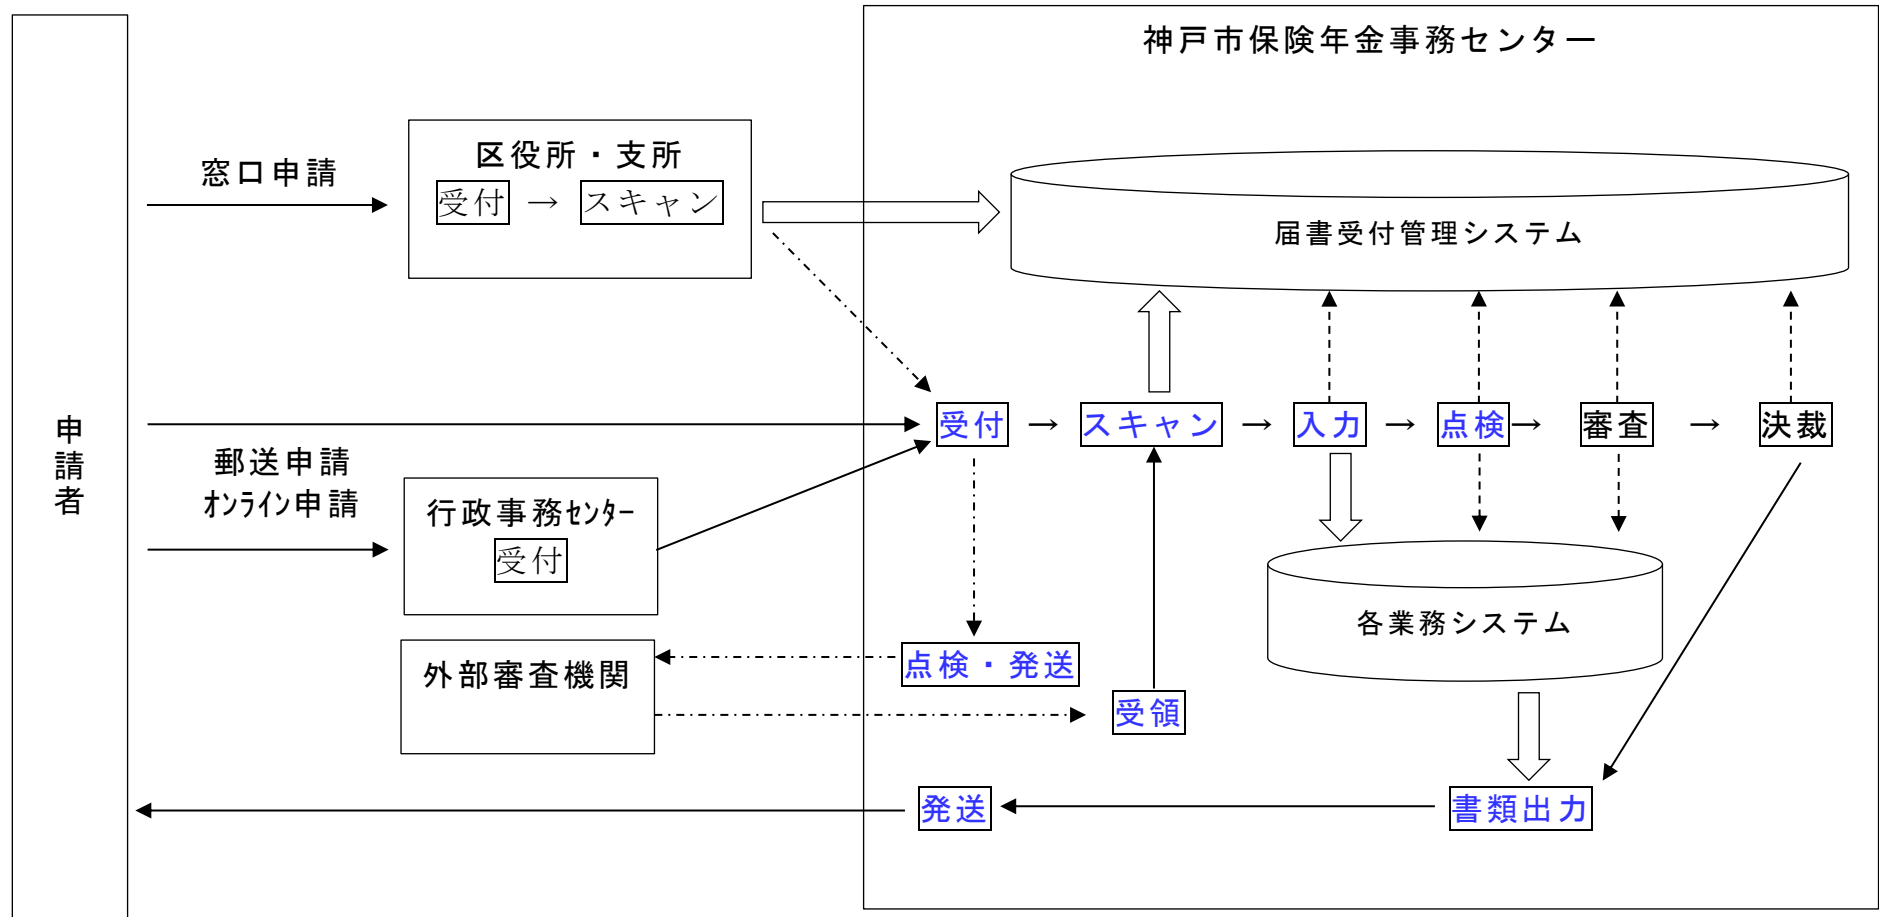 神戸市保険年金事務センター
区役所・支所
窓口申請
受付 → スキャン
届書受付管理システム
申請者
受付 → スキャン → 入力 → 点検 → 審査 → 決裁
郵送申請
オンライン申請
行政事務センター
受付
各業務システム
点検・発送
外部審査機関
受領
発送
書類出力